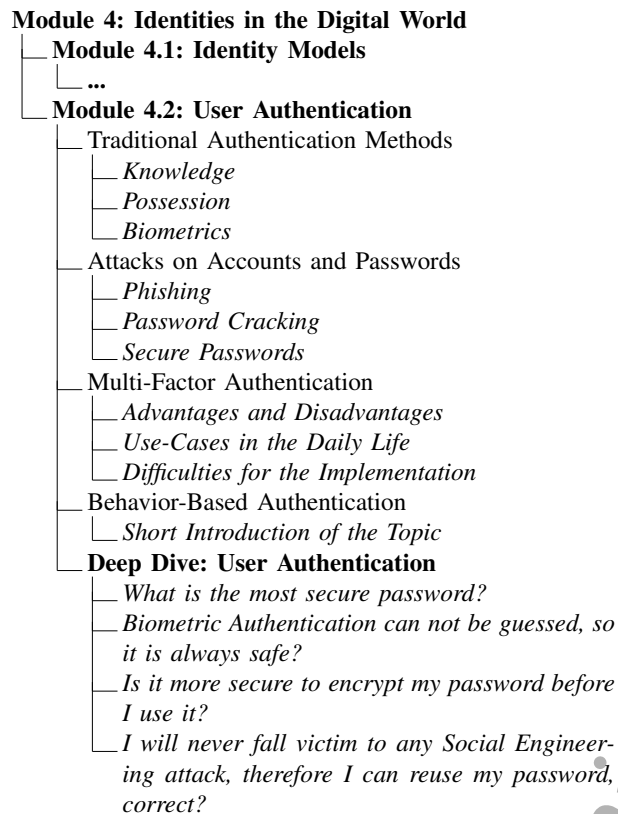 Module 4: Identities in the Digital World
Module 4.1: Identity Models
...
Module 4.2: User Authentication
Traditional Authentication Methods
Knowledge
Possession
Biometrics
Attacks on Accounts and Passwords
Phishing
Password Cracking
Secure Passwords
Multi-Factor Authentication
Advantages and Disadvantages
Use-Cases in the Daily Life
Difficulties for the Implementation
Behavior-Based Authentication
Short Introduction of the Topic
Deep Dive: User Authentication
What is the most secure password?
Biometric Authentication can not be guessed, so
it is always safe?
Is it more secure to encrypt my password before
I use it?
I will never fall victim to any Social Engineer-
ing attack, therefore I can reuse my password,
correct?